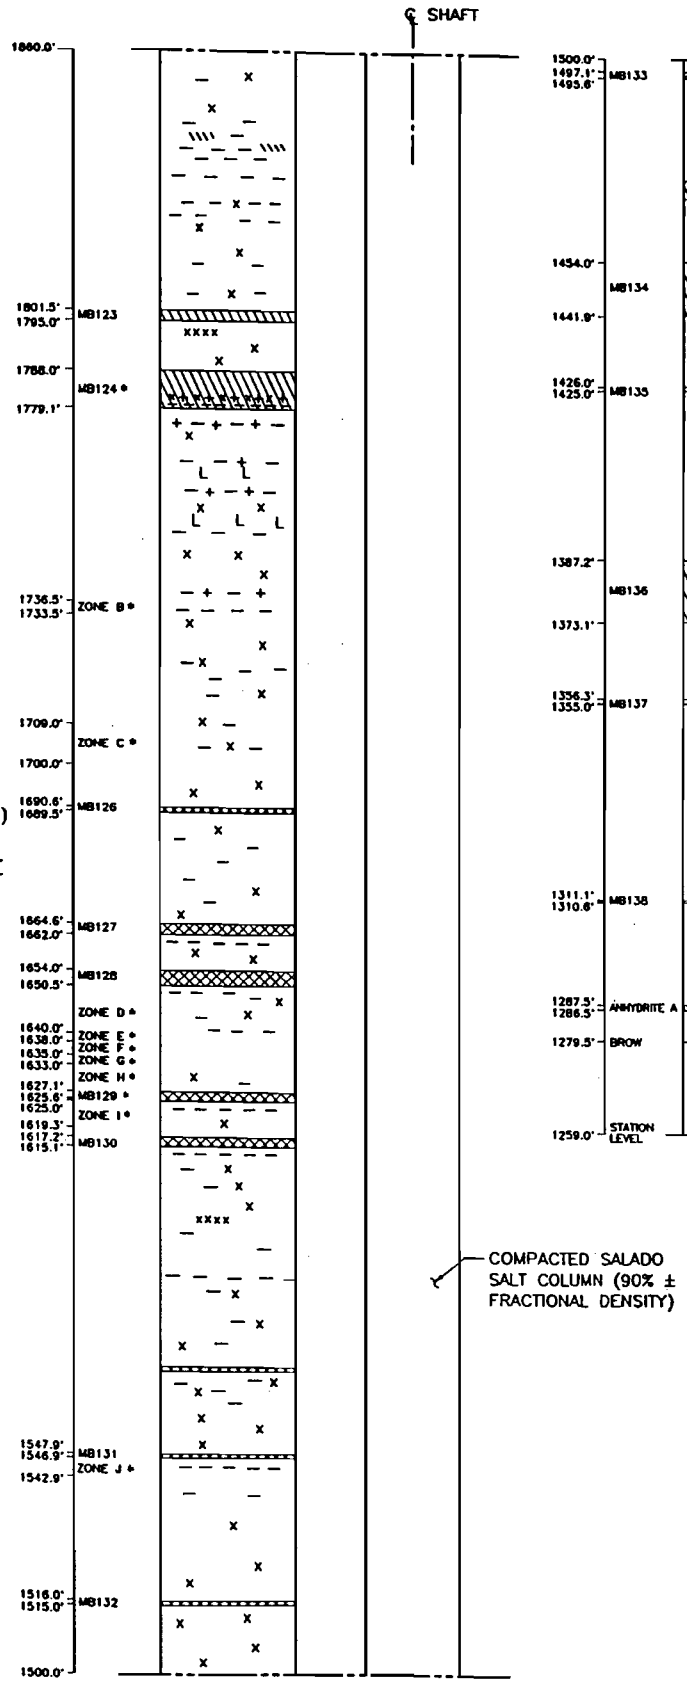 ℄ SHAFT
1860.0'
1801.5'
MB123
1795.0'
1788.0'
MB124*
1779.1'
1736.5'
ZONE B*
1733.5'
1709.0'
ZONE C*
1700.0'
1690.6'
MB126
1689.5'
)
1664.6'
MB127
1662.0'
1654.0'
MB128
1650.5'
ZONE D*
1640.0'
ZONE E*
1638.0'
ZONE F*
1635.0'
ZONE G*
1633.0'
ZONE H*
1627.1'
MB129*
1625.6'
1625.0'
ZONE I*
1619.3'
1617.2'
MB130
1615.1'
1547.9'
MB131
1546.9'
ZONE J*
1542.9'
1516.0'
MB132
1515.0'
1500.0'
COMPACTED SALADO
SALT COLUMN (90% ±
FRACTIONAL DENSITY)
1500.0'
1497.1'
MB133
1495.6'
1454.0'
MB134
1441.9'
1426.0'
MB135
1425.0'
1387.2'
MB136
1373.1'
1356.3'
MB137
1355.0'
1311.1'
MB138
1310.6'
1287.5'
ANHYDRITE A
1286.5'
1279.5'
BROW
1259.0'
STATION
LEVEL